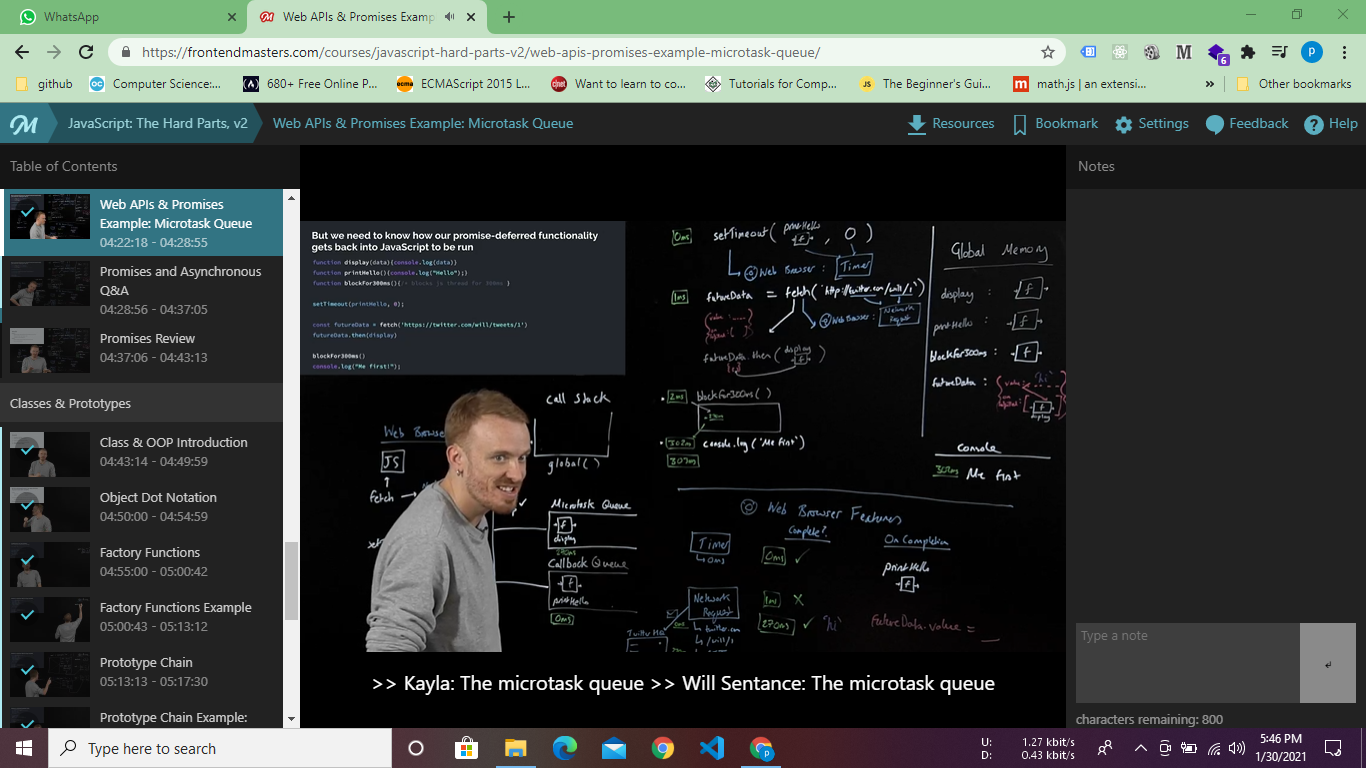 WhatsApp
Web APIs & Promises Examp
https://frontendmasters.com/courses/javascript-hard-parts-v2/web-apis-promises-example-microtask-queue/
github
Computer Science:...
680+ Free Online P...
ECMAScript 2015 L...
Want to learn to co...
Tutorials for Comp...
The Beginner's Gui...
math.js | an extensi...
Other bookmarks
JavaScript: The Hard Parts, v2
Web APIs & Promises Example: Microtask Queue
Resources
Bookmark
Settings
Feedback
Help
Table of Contents
Web APIs & Promises
Example: Microtask Queue
04:22:18 - 04:28:55
Promises and Asynchronous
Q&A
04:28:56 - 04:37:05
Promises Review
04:37:06 - 04:43:13
Classes & Prototypes
Class & OOP Introduction
04:43:14 - 04:49:59
Object Dot Notation
04:50:00 - 04:54:59
Factory Functions
04:55:00 - 05:00:42
Factory Functions Example
05:00:43 - 05:13:12
Prototype Chain
05:13:13 - 05:17:30
Prototype Chain Example:
But we need to know how our promise-deferred functionality
gets back into JavaScript to be run
function display(data){console.log(data)}
function printHello(){console.log("Hello");}
function blockFor300ms(){/* blocks js thread for 300ms }
setTimeout(printHello, 0);
const futureData = fetch('https://twitter.com/will/tweets/1')
futureData.then(display)
blockFor300ms()
console.log("Me first!");
0ms setTimeout( printHello f , 0 )
@ Web Browser : Timer
1ms futureData = fetch('http://twitter.com/will/1')
@ Web Browser : Network
Request
futureData.then( display f )
2ms blockfor300ms( )
302ms console.log('Me first')
303ms
Global Memory
display : f
printHello : f
blockfor300ms : f
futureData :
value :
'hi'
f
display
Console
303ms Me first
call stack
global()
Web Browse
JS
fetch
Microtask Queue
f
display
270ms
Callback Queue
f
printHello
0ms
Web Browser Features
Complete?
On Completion
Timer
0ms
0ms ✓
printHello
f
Network
Request
twitter.com
/will/1
1ms X
270ms ✓ 'hi'
futureData.value =
>> Kayla: The microtask queue >> Will Sentance: The microtask queue
Notes
Type a note
characters remaining: 800
Type here to search
U: 1.27 kbit/s
D: 0.43 kbit/s
5:46 PM
1/30/2021